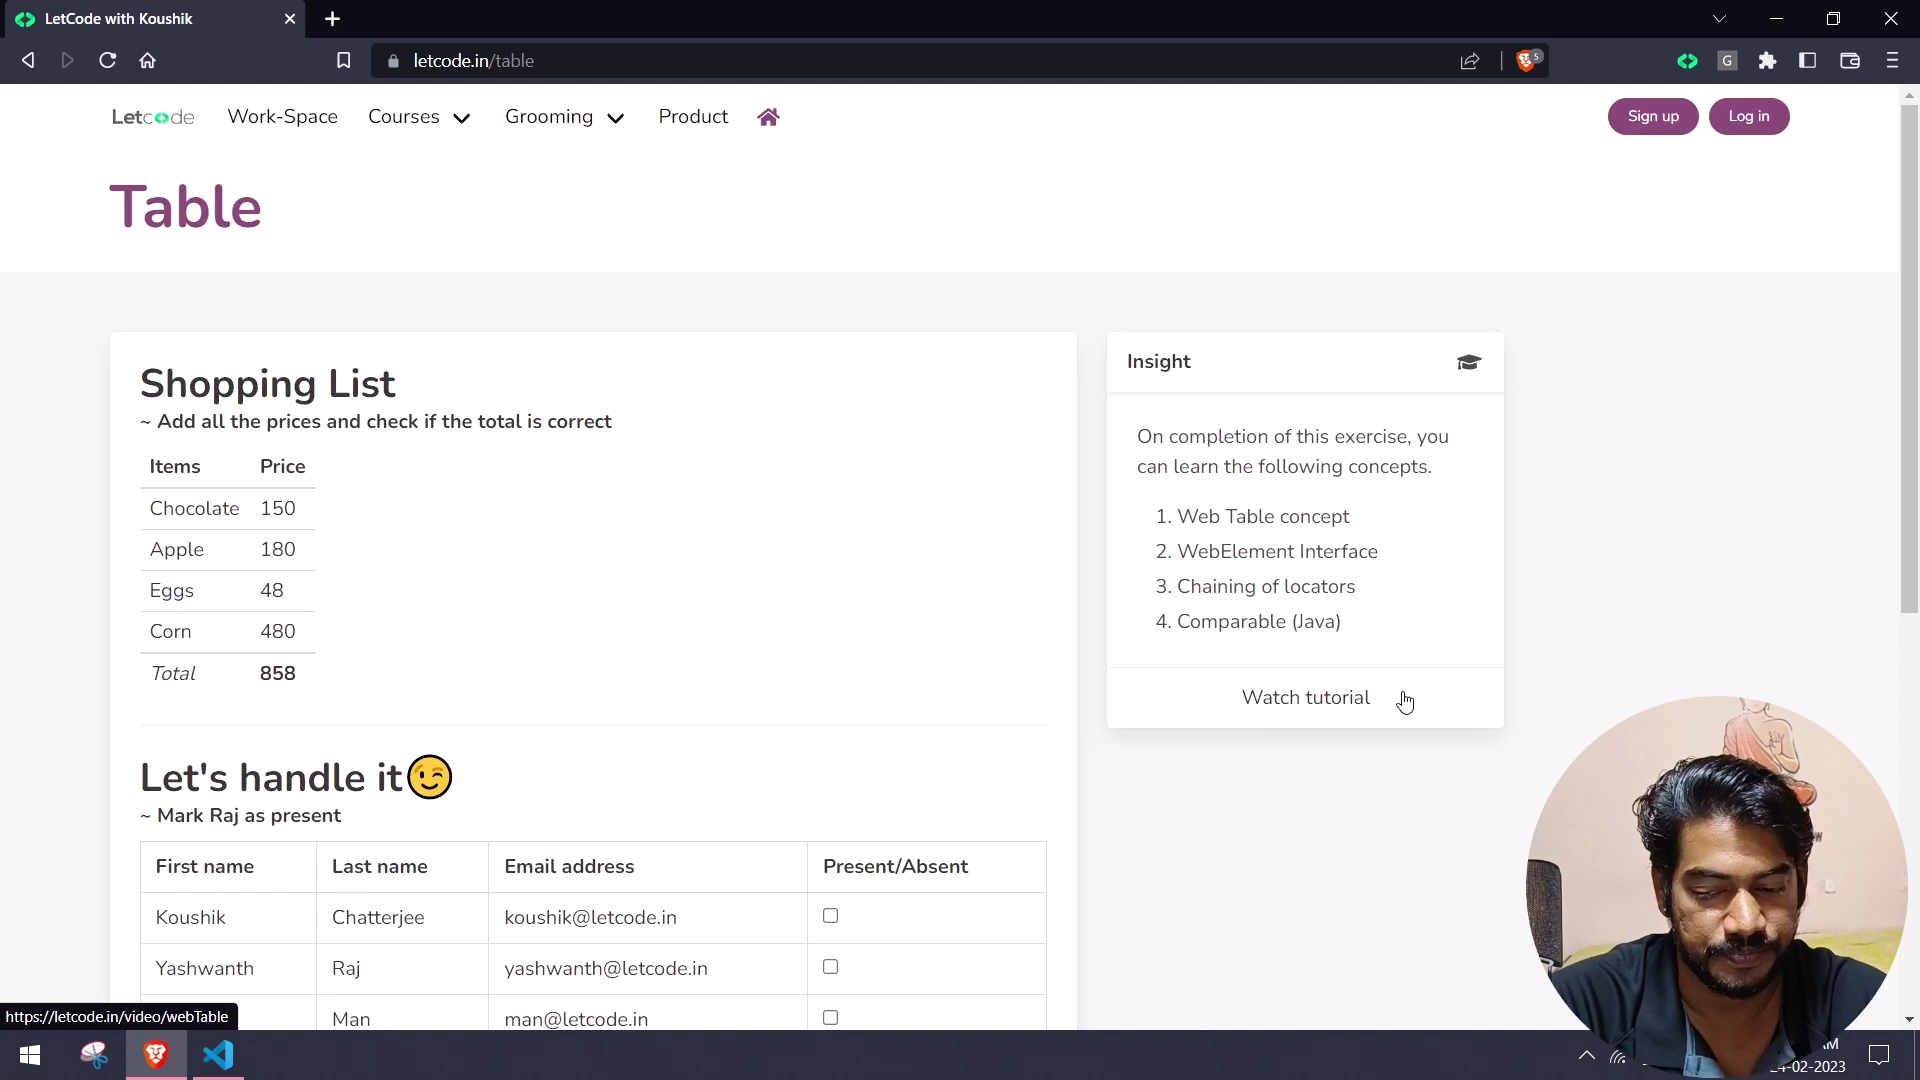 LetCode with Koushik
letcode.in/table
5
G
Letcode Work-Space Courses Grooming Product Sign up Log in
Table
Shopping List
~ Add all the prices and check if the total is correct
Items Price
Chocolate 150
Apple 180
Eggs 48
Corn 480
Total 858
Insight
On completion of this exercise, you
can learn the following concepts.
1. Web Table concept
2. WebElement Interface
3. Chaining of locators
4. Comparable (Java)
Watch tutorial
Let's handle it😉
~ Mark Raj as present
First name Last name Email address Present/Absent
Koushik Chatterjee koushik@letcode.in
Yashwanth Raj yashwanth@letcode.in
Man man@letcode.in
https://letcode.in/video/webTable
-02-2023